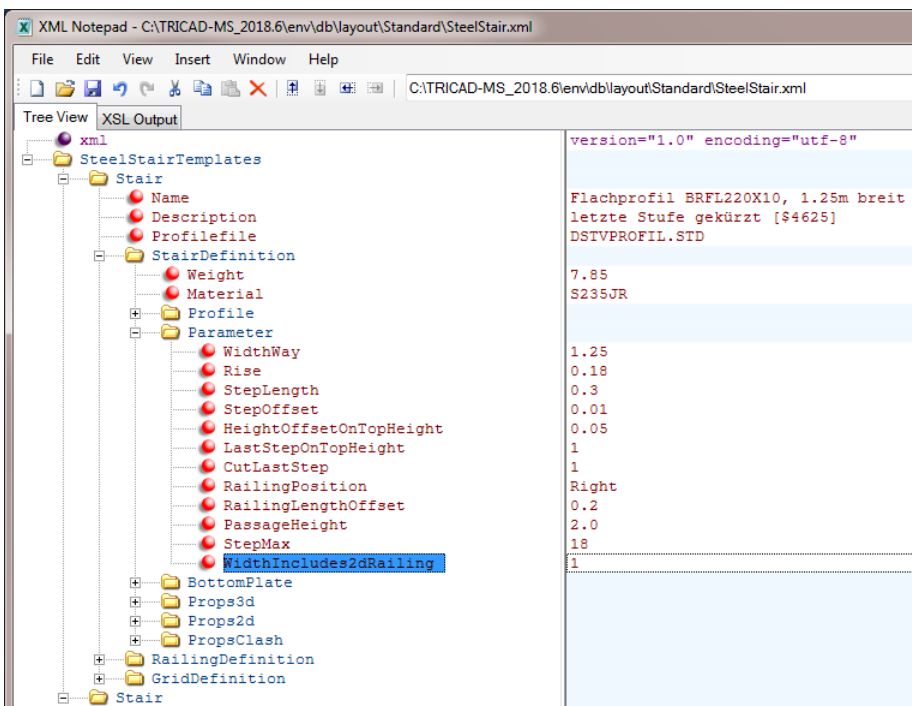 XML Notepad - C:\TRICAD-MS_2018.6\env\db\layout\Standard\SteelStair.xml
File Edit View Insert Window Help
C:\TRICAD-MS_2018.6\env\db\layout\Standard\SteelStair.xml
Tree View XSL Output
xml version="1.0" encoding="utf-8"
SteelStairTemplates
Stair
Name Flachprofil BRFL220X10, 1.25m breit
Description letzte Stufe gekürzt [$4625]
Profilefile DSTVPROFIL.STD
StairDefinition
Weight 7.85
Material S235JR
Profile
Parameter
WidthWay 1.25
Rise 0.18
StepLength 0.3
StepOffset 0.01
HeightOffsetOnTopHeight 0.05
LastStepOnTopHeight 1
CutLastStep 1
RailingPosition Right
RailingLengthOffset 0.2
PassageHeight 2.0
StepMax 18
WidthIncludes2dRailing 1
BottomPlate
Props3d
Props2d
PropsClash
RailingDefinition
GridDefinition
Stair